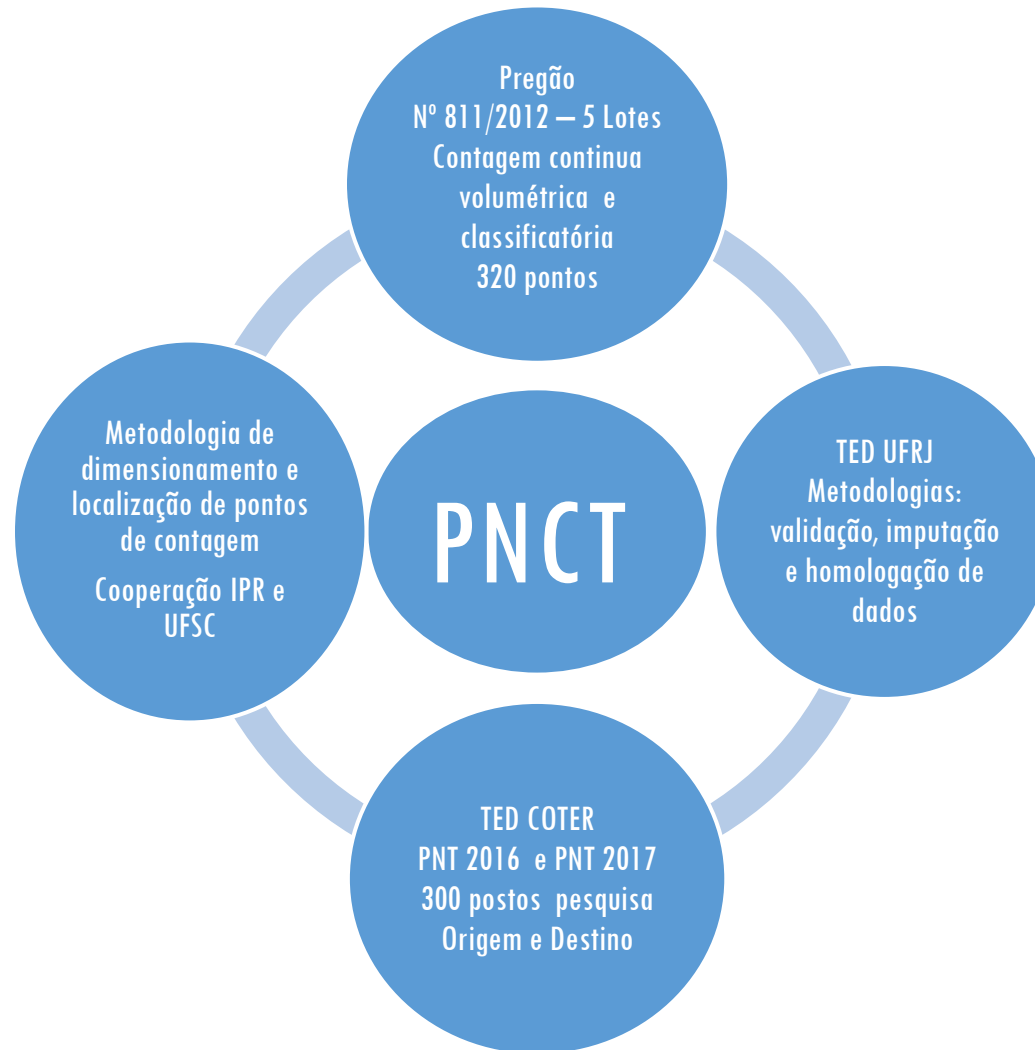 Pregão
Nº 811/2012 – 5 Lotes
Contagem continua
volumétrica e
classificatória
320 pontos
Metodologia de
dimensionamento e
localização de pontos
de contagem
Cooperação IPR e
UFSC
PNCT
TED UFRJ
Metodologias:
validação, imputação
e homologação de
dados
TED COTER
PNT 2016 e PNT 2017
300 postos pesquisa
Origem e Destino